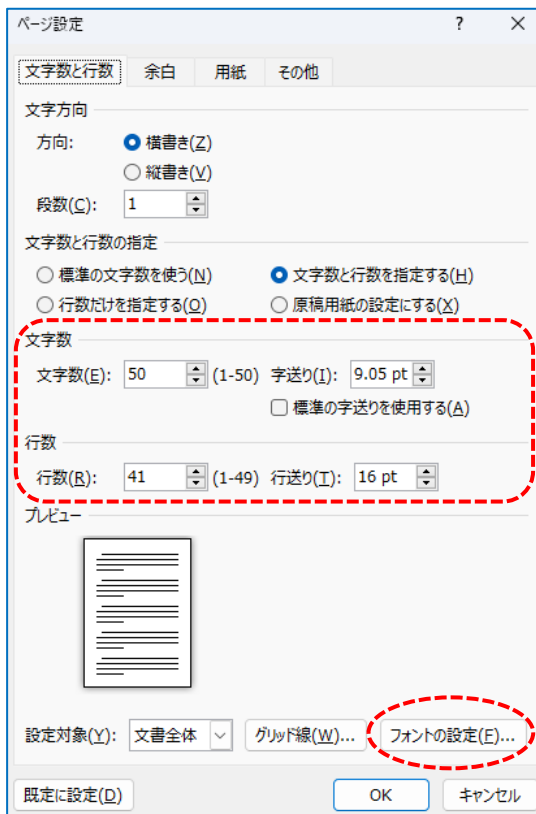 ページ設定 ? ×
文字数と行数 余白 用紙 その他
文字方向
方向: 横書き(Z)
縦書き(V)
段数(C): 1
文字数と行数の指定
標準の文字数を使う(N) 文字数と行数を指定する(H)
行数だけを指定する(O) 原稿用紙の設定にする(X)
文字数
文字数(E): 50 (1-50) 字送り(I): 9.05 pt
標準の字送りを使用する(A)
行数
行数(R): 41 (1-49) 行送り(T): 16 pt
プレビュー
設定対象(Y): 文書全体 グリッド線(W)... フォントの設定(F)...
既定に設定(D) OK キャンセル